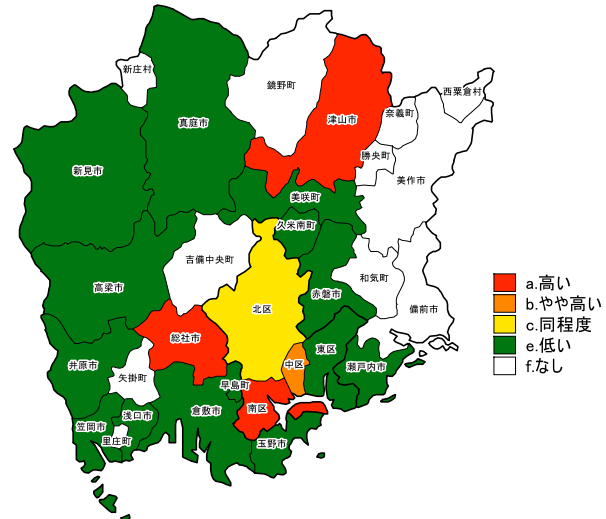 新庄村
鏡野町
西粟倉村
奈義町
津山市
真庭市
勝央町
新見市
美作市
美咲町
久米南町
吉備中央町
和気町
高梁市
赤磐市
北区
備前市
総社市
東区
井原市
中区
瀬戸内市
矢掛町
早島町
浅口市
倉敷市
南区
笠岡市
里庄町
玉野市
a.高い
b.やや高い
c.同程度
e.低い
f.なし